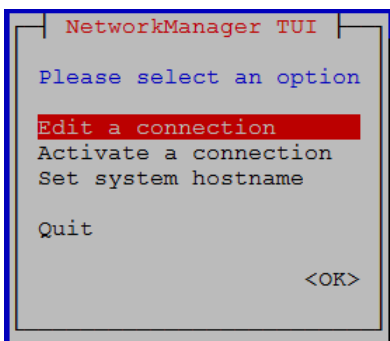 NetworkManager TUI
Please select an option
Edit a connection
Activate a connection
Set system hostname
Quit
<OK>